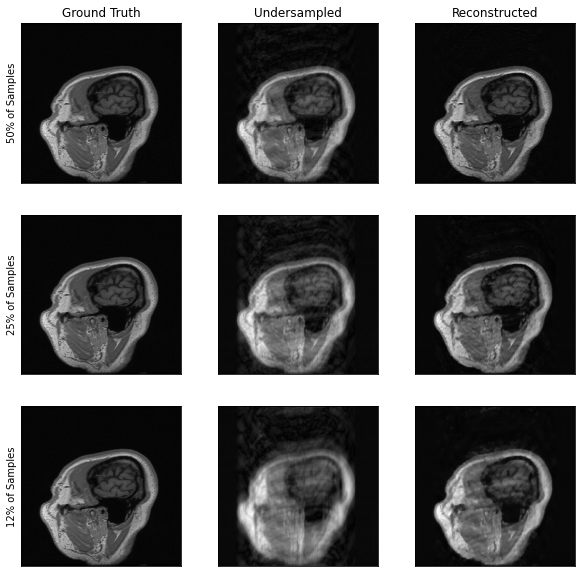 Ground Truth
Undersampled
Reconstructed
50% of Samples
25% of Samples
12% of Samples